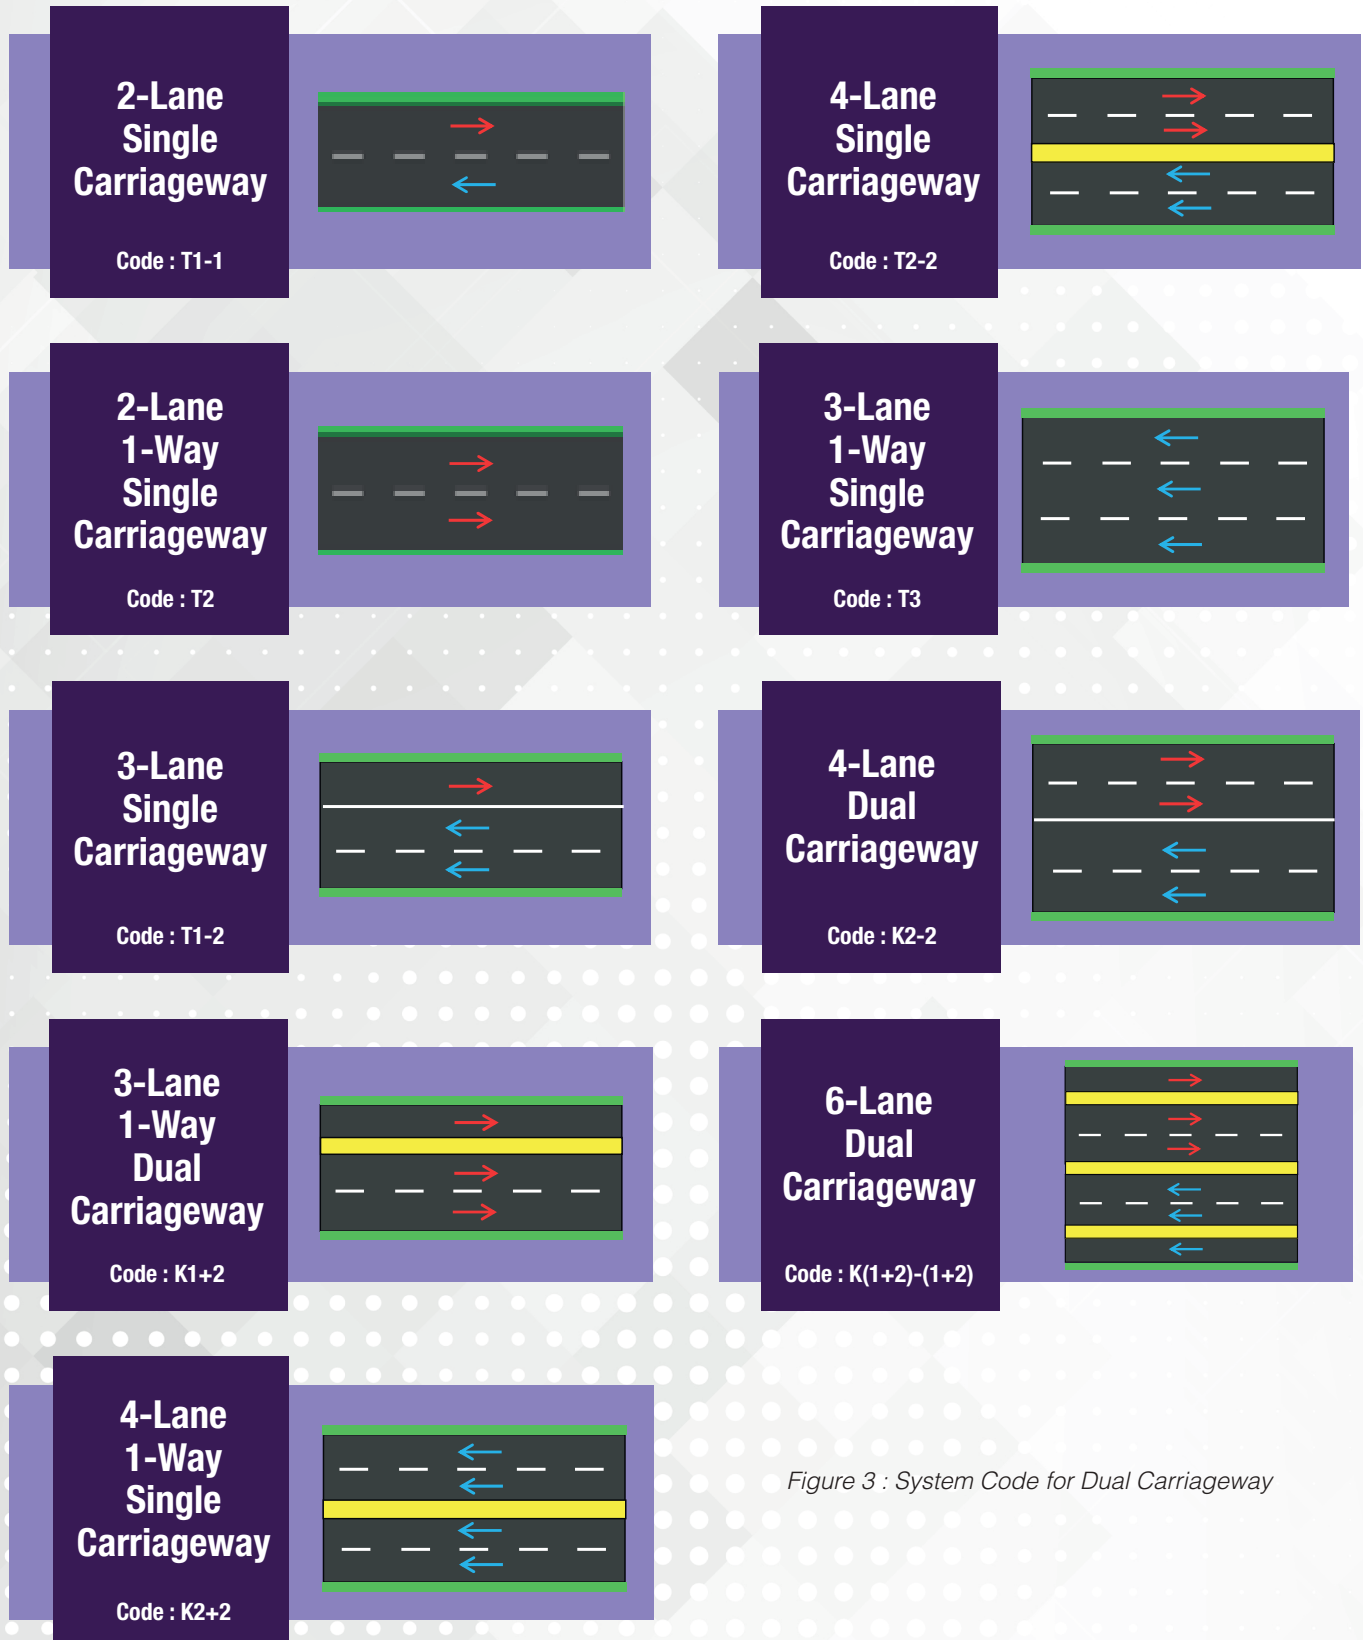 2-Lane
Single
Carriageway
Code : T1-1
4-Lane
Single
Carriageway
Code : T2-2
2-Lane
1-Way
Single
Carriageway
Code : T2
3-Lane
1-Way
Single
Carriageway
Code : T3
3-Lane
Single
Carriageway
Code : T1-2
4-Lane
Dual
Carriageway
Code : K2-2
3-Lane
1-Way
Dual
Carriageway
Code : K1+2
6-Lane
Dual
Carriageway
Code : K(1+2)-(1+2)
4-Lane
1-Way
Single
Carriageway
Code : K2+2
Figure 3 : System Code for Dual Carriageway